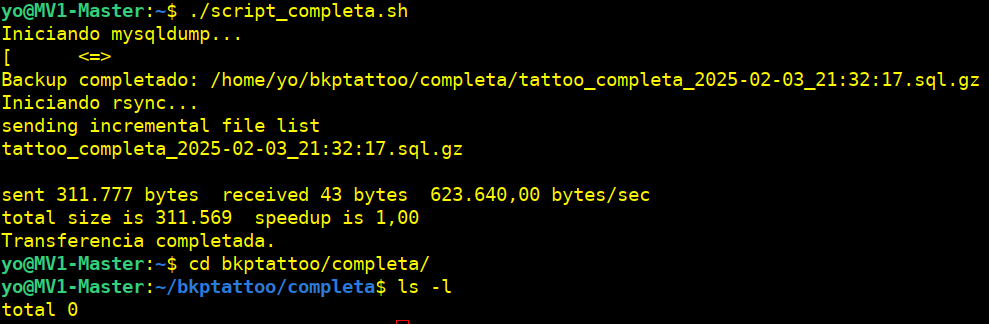 yo@MV1-Master:~$ ./script_completa.sh
Iniciando mysqldump...
[      <=>
Backup completado: /home/yo/bkptattoo/completa/tattoo_completa_2025-02-03_21:32:17.sql.gz
Iniciando rsync...
sending incremental file list
tattoo_completa_2025-02-03_21:32:17.sql.gz

sent 311.777 bytes  received 43 bytes  623.640,00 bytes/sec
total size is 311.569  speedup is 1,00
Transferencia completada.
yo@MV1-Master:~$ cd bkptattoo/completa/
yo@MV1-Master:~/bkptattoo/completa$ ls -l
total 0